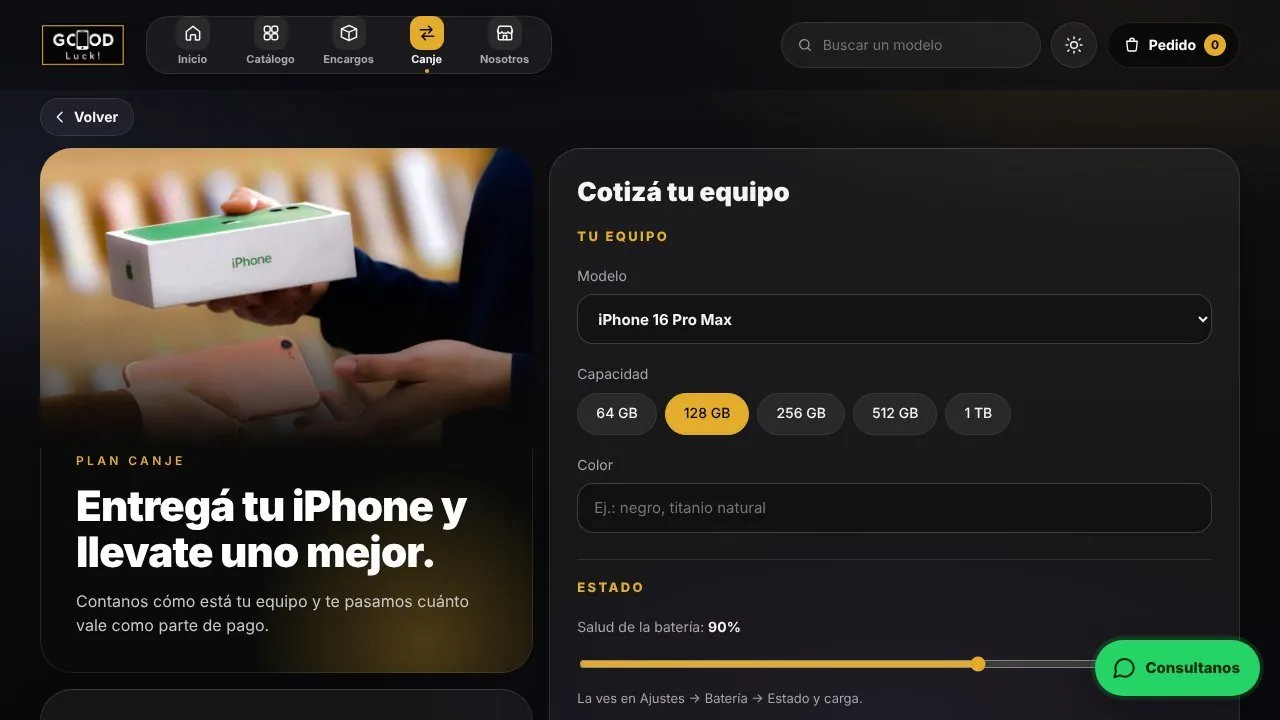 GOOD
Luck!
Inicio
Catálogo
Encargos
Canje
Nosotros
Buscar un modelo
Pedido 0
Volver
iPhone
PLAN CANJE
Entregá tu iPhone y
llevate uno mejor.
Contanos cómo está tu equipo y te pasamos cuánto
vale como parte de pago.
Cotizá tu equipo
TU EQUIPO
Modelo
iPhone 16 Pro Max
Capacidad
64 GB
128 GB
256 GB
512 GB
1 TB
Color
Ej.: negro, titanio natural
ESTADO
Salud de la batería: 90%
La ves en Ajustes → Batería → Estado y carga.
Consultanos